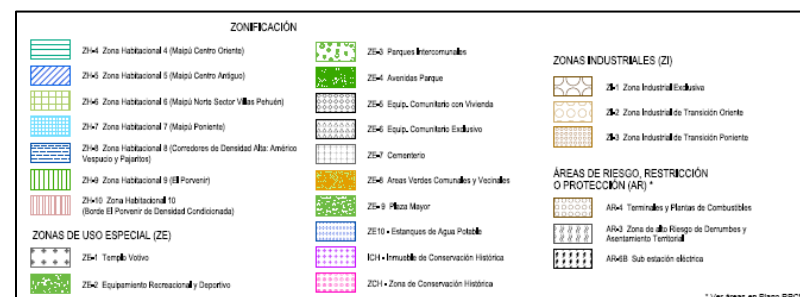 ZONIFICACIÓN
ZH-4 Zona Habitacional 4 (Maipú Centro Oriente)
ZH-5 Zona Habitacional 5 (Maipú Centro Antiguo)
ZH-6 Zona Habitacional 6 (Maipú Norte Sector Villas Pehuén)
ZH-7 Zona Habitacional 7 (Maipú Poniente)
ZH-8 Zona Habitacional 8 (Corredores de Densidad Alta: Américo
Vespucio y Pajaritos)
ZH-9 Zona Habitacional 9 (El Porvenir)
ZH-10 Zona Habitacional 10
(Borde El Porvenir de Densidad Condicionada)
ZONAS DE USO ESPECIAL (ZE)
ZE-1 Templo Votivo
ZE-2 Equipamiento Recreacional y Deportivo
ZE-3 Parques Intercomunales
ZE-4 Avenidas Parque
ZE-5 Equip. Comunitario con Vivienda
ZE-6 Equip. Comunitario Exclusivo
ZE-7 Cementerio
ZE-8 Areas Verdes Comunales y Vecinales
ZE-9 Plaza Mayor
ZE10 - Estanques de Agua Potable
ICH - Inmueble de Conservación Histórica
ZCH - Zona de Conservación Histórica
ZONAS INDUSTRIALES (ZI)
ZI-1 Zona Industrial Exclusiva
ZI-2 Zona Industrial de Transición Oriente
ZI-3 Zona Industrial de Transición Poniente
ÁREAS DE RIESGO, RESTRICCIÓN
O PROTECCIÓN (AR) *
AR-4 Terminales y Plantas de Combustibles
AR-3 Zona de alto Riesgo de Derrumbes y
Asentamiento Territorial
AR-6B Sub estación eléctrica
* Ver áreas en Plano